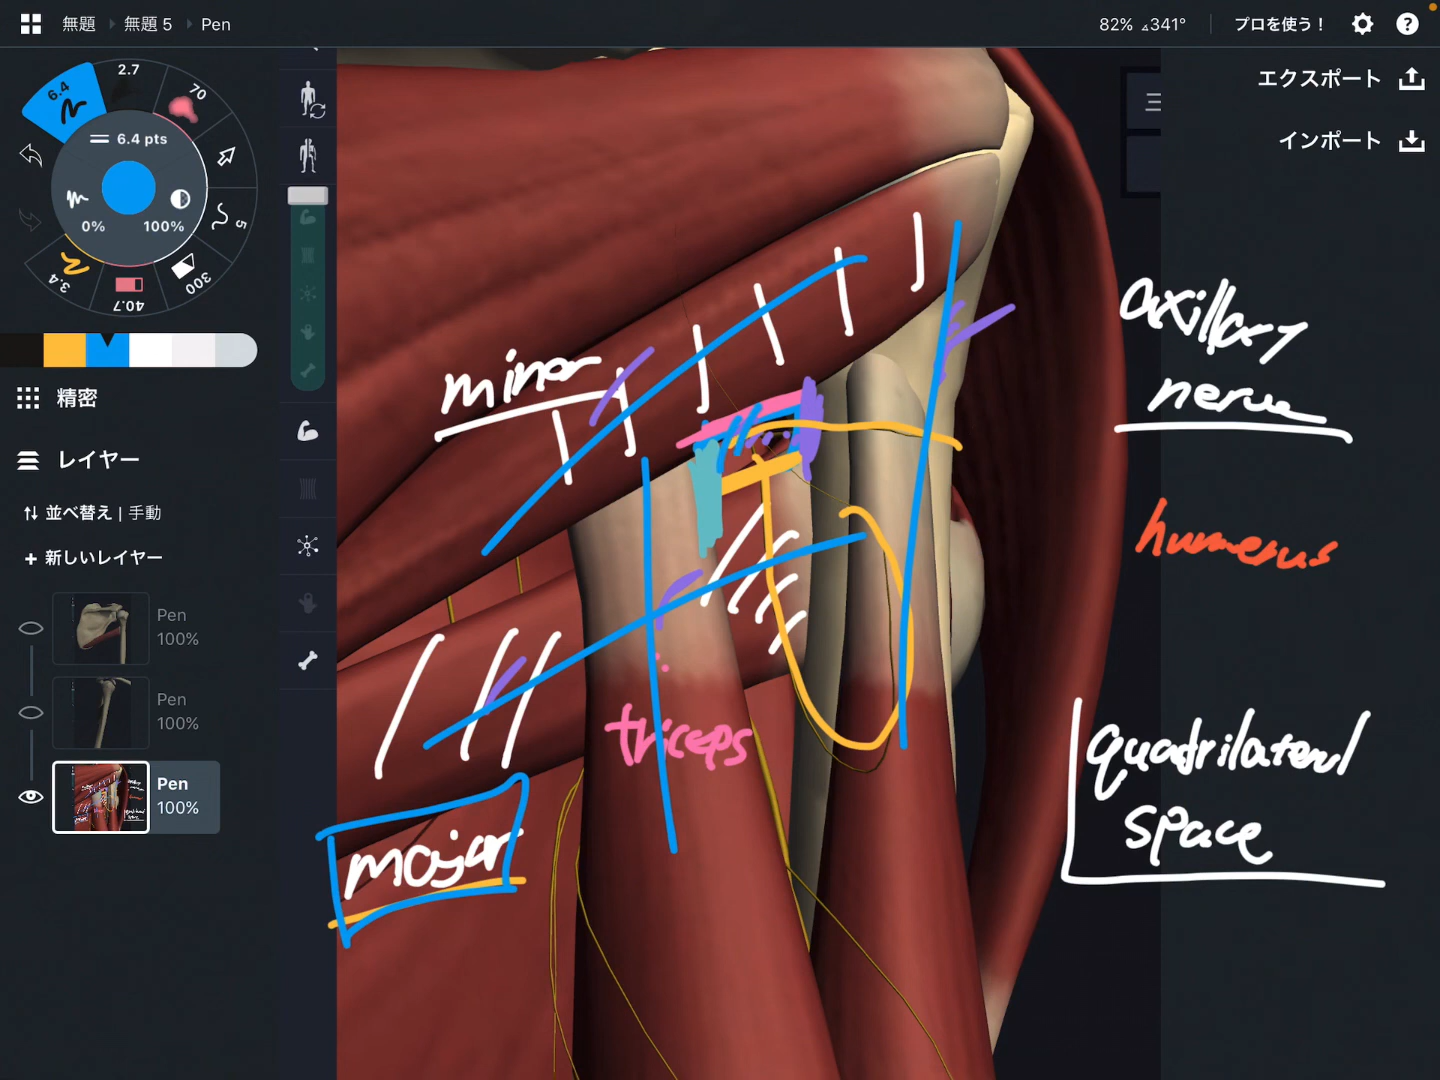 無題 無題 5 Pen
82% ⦟341° プロを使う！
エクスポート
インポート
2.7
6.4
70
6.4 pts
0% 100%
5
3.4
40.7
300
精密
レイヤー
並べ替え | 手動
+ 新しいレイヤー
Pen
100%
Pen
100%
Pen
100%
minor
major
triceps
axillary
nerve
humerus
quadrilateral
space